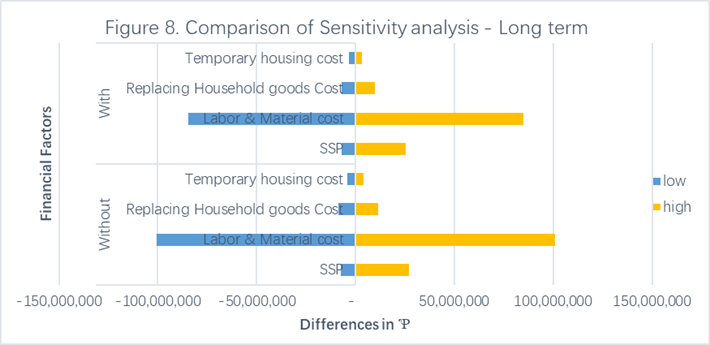 Figure 8. Comparison of Sensitivity analysis - Long term
Financial Factors
With
Temporary housing cost
Replacing Household goods Cost
Labor & Material cost
SSP
Without
Temporary housing cost
Replacing Household goods Cost
Labor & Material cost
SSP
low
high
-150,000,000 -100,000,000 -50,000,000 - 50,000,000 100,000,000 150,000,000
Differences in ₱